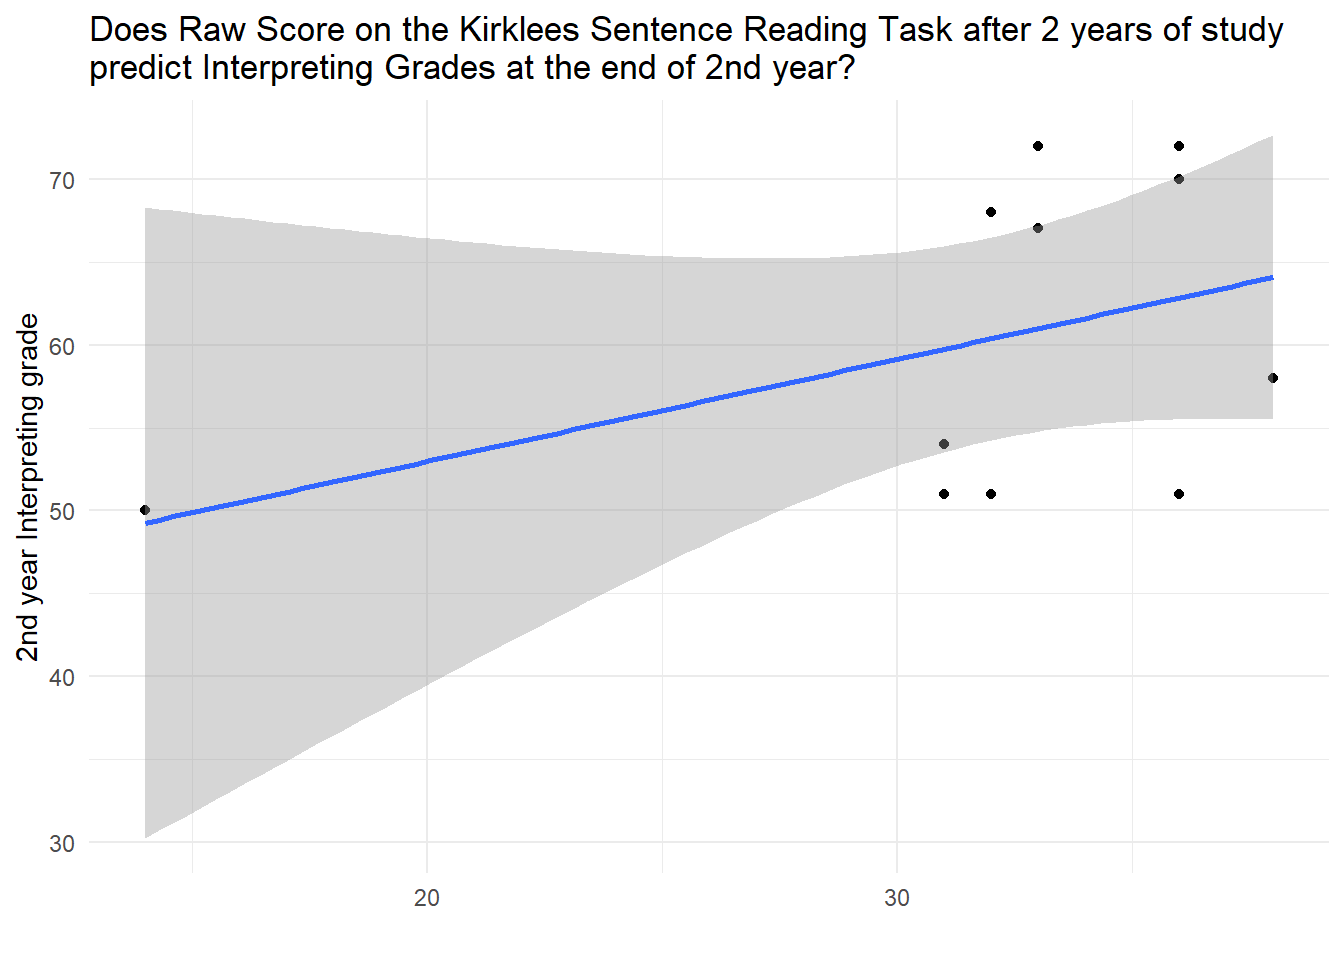 Does Raw Score on the Kirklees Sentence Reading Task after 2 years of study
predict Interpreting Grades at the end of 2nd year?
2nd year Interpreting grade
70
60
50
40
30
20
30